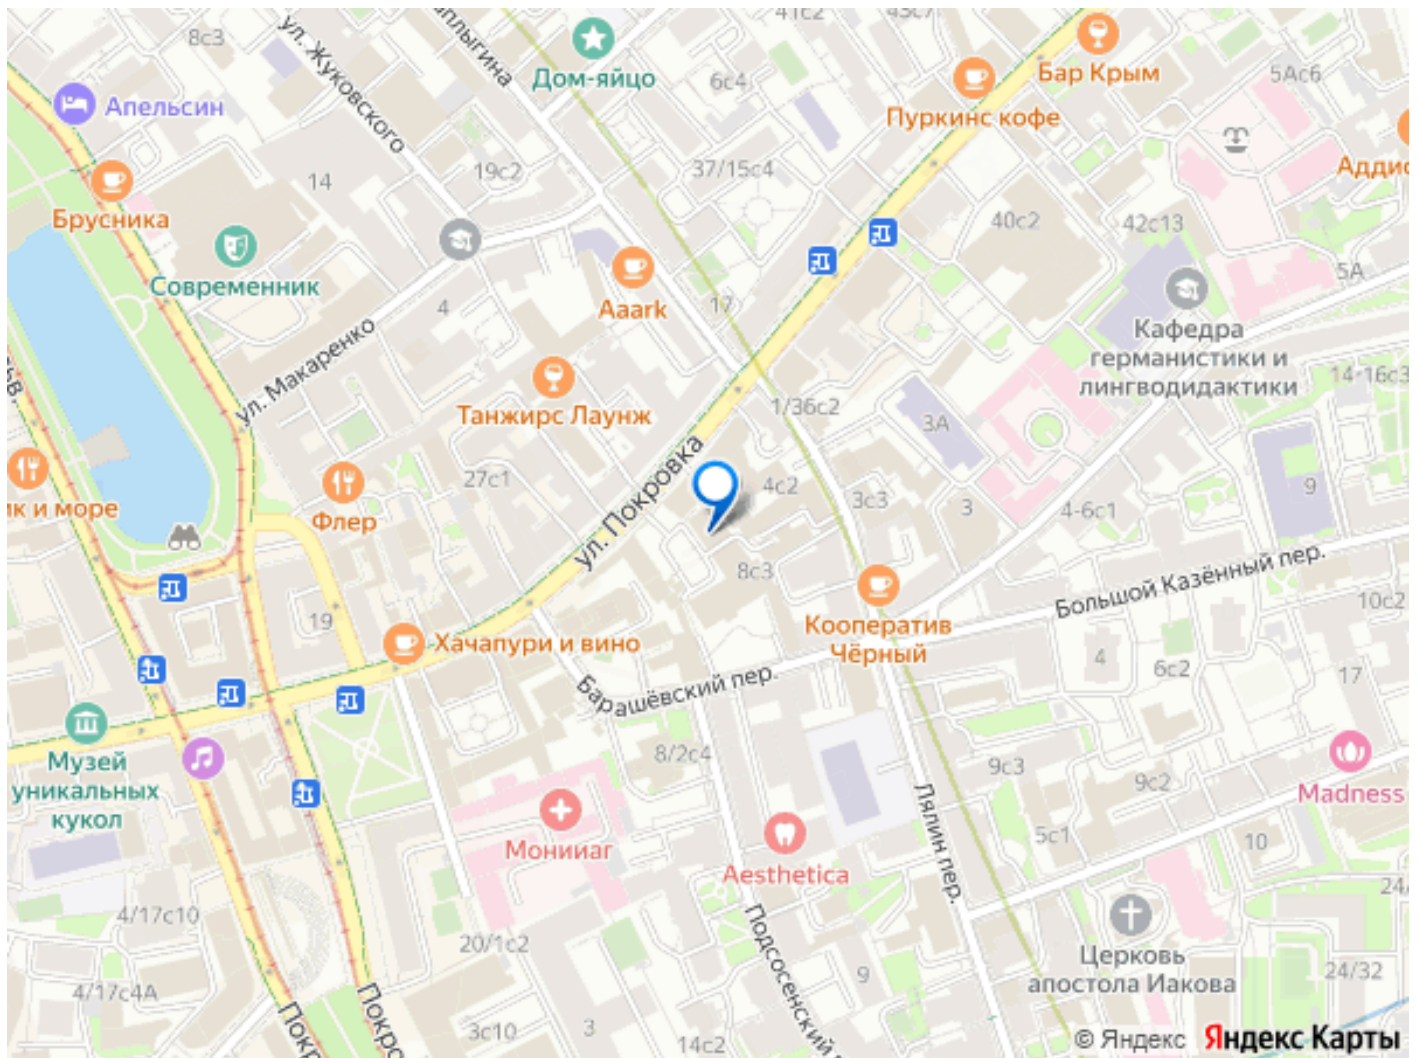 8с3
ул. Жуковского
аплыгина
41с2
43с7
Дом-яйцо
6с4
Бар Крым
5Ас6
Апельсин
Пуркинс кофе
14
19с2
37/15с4
Аддис
Брусника
40с2
42с13
Современник
5А
4
Aaark
17
Кафедра
германистики и
лингводидактики
ул. Макаренко
14-16с3
Танжирс Лаунж
1/36с2
3А
27с1
ул. Покровка
4с2
3с3
3
4-6с1
9
ик и море
Флер
8с3
Большой Казённый пер.
10с2
19
Хачапури и вино
Кооператив
Чёрный
4
6с2
17
Барашёвский пер.
Музей
уникальных
кукол
8/2с4
9с3
9с2
Madness
Лялин пер.
5с1
10
Мониаг
Aesthetica
24/
4/17с10
20/1с2
Подсосенский
9
Церковь
апостола Иакова
24/32
4/17с4А
Покр
Покро
3с10
3
14с2
© Яндекс Яндекс Карты